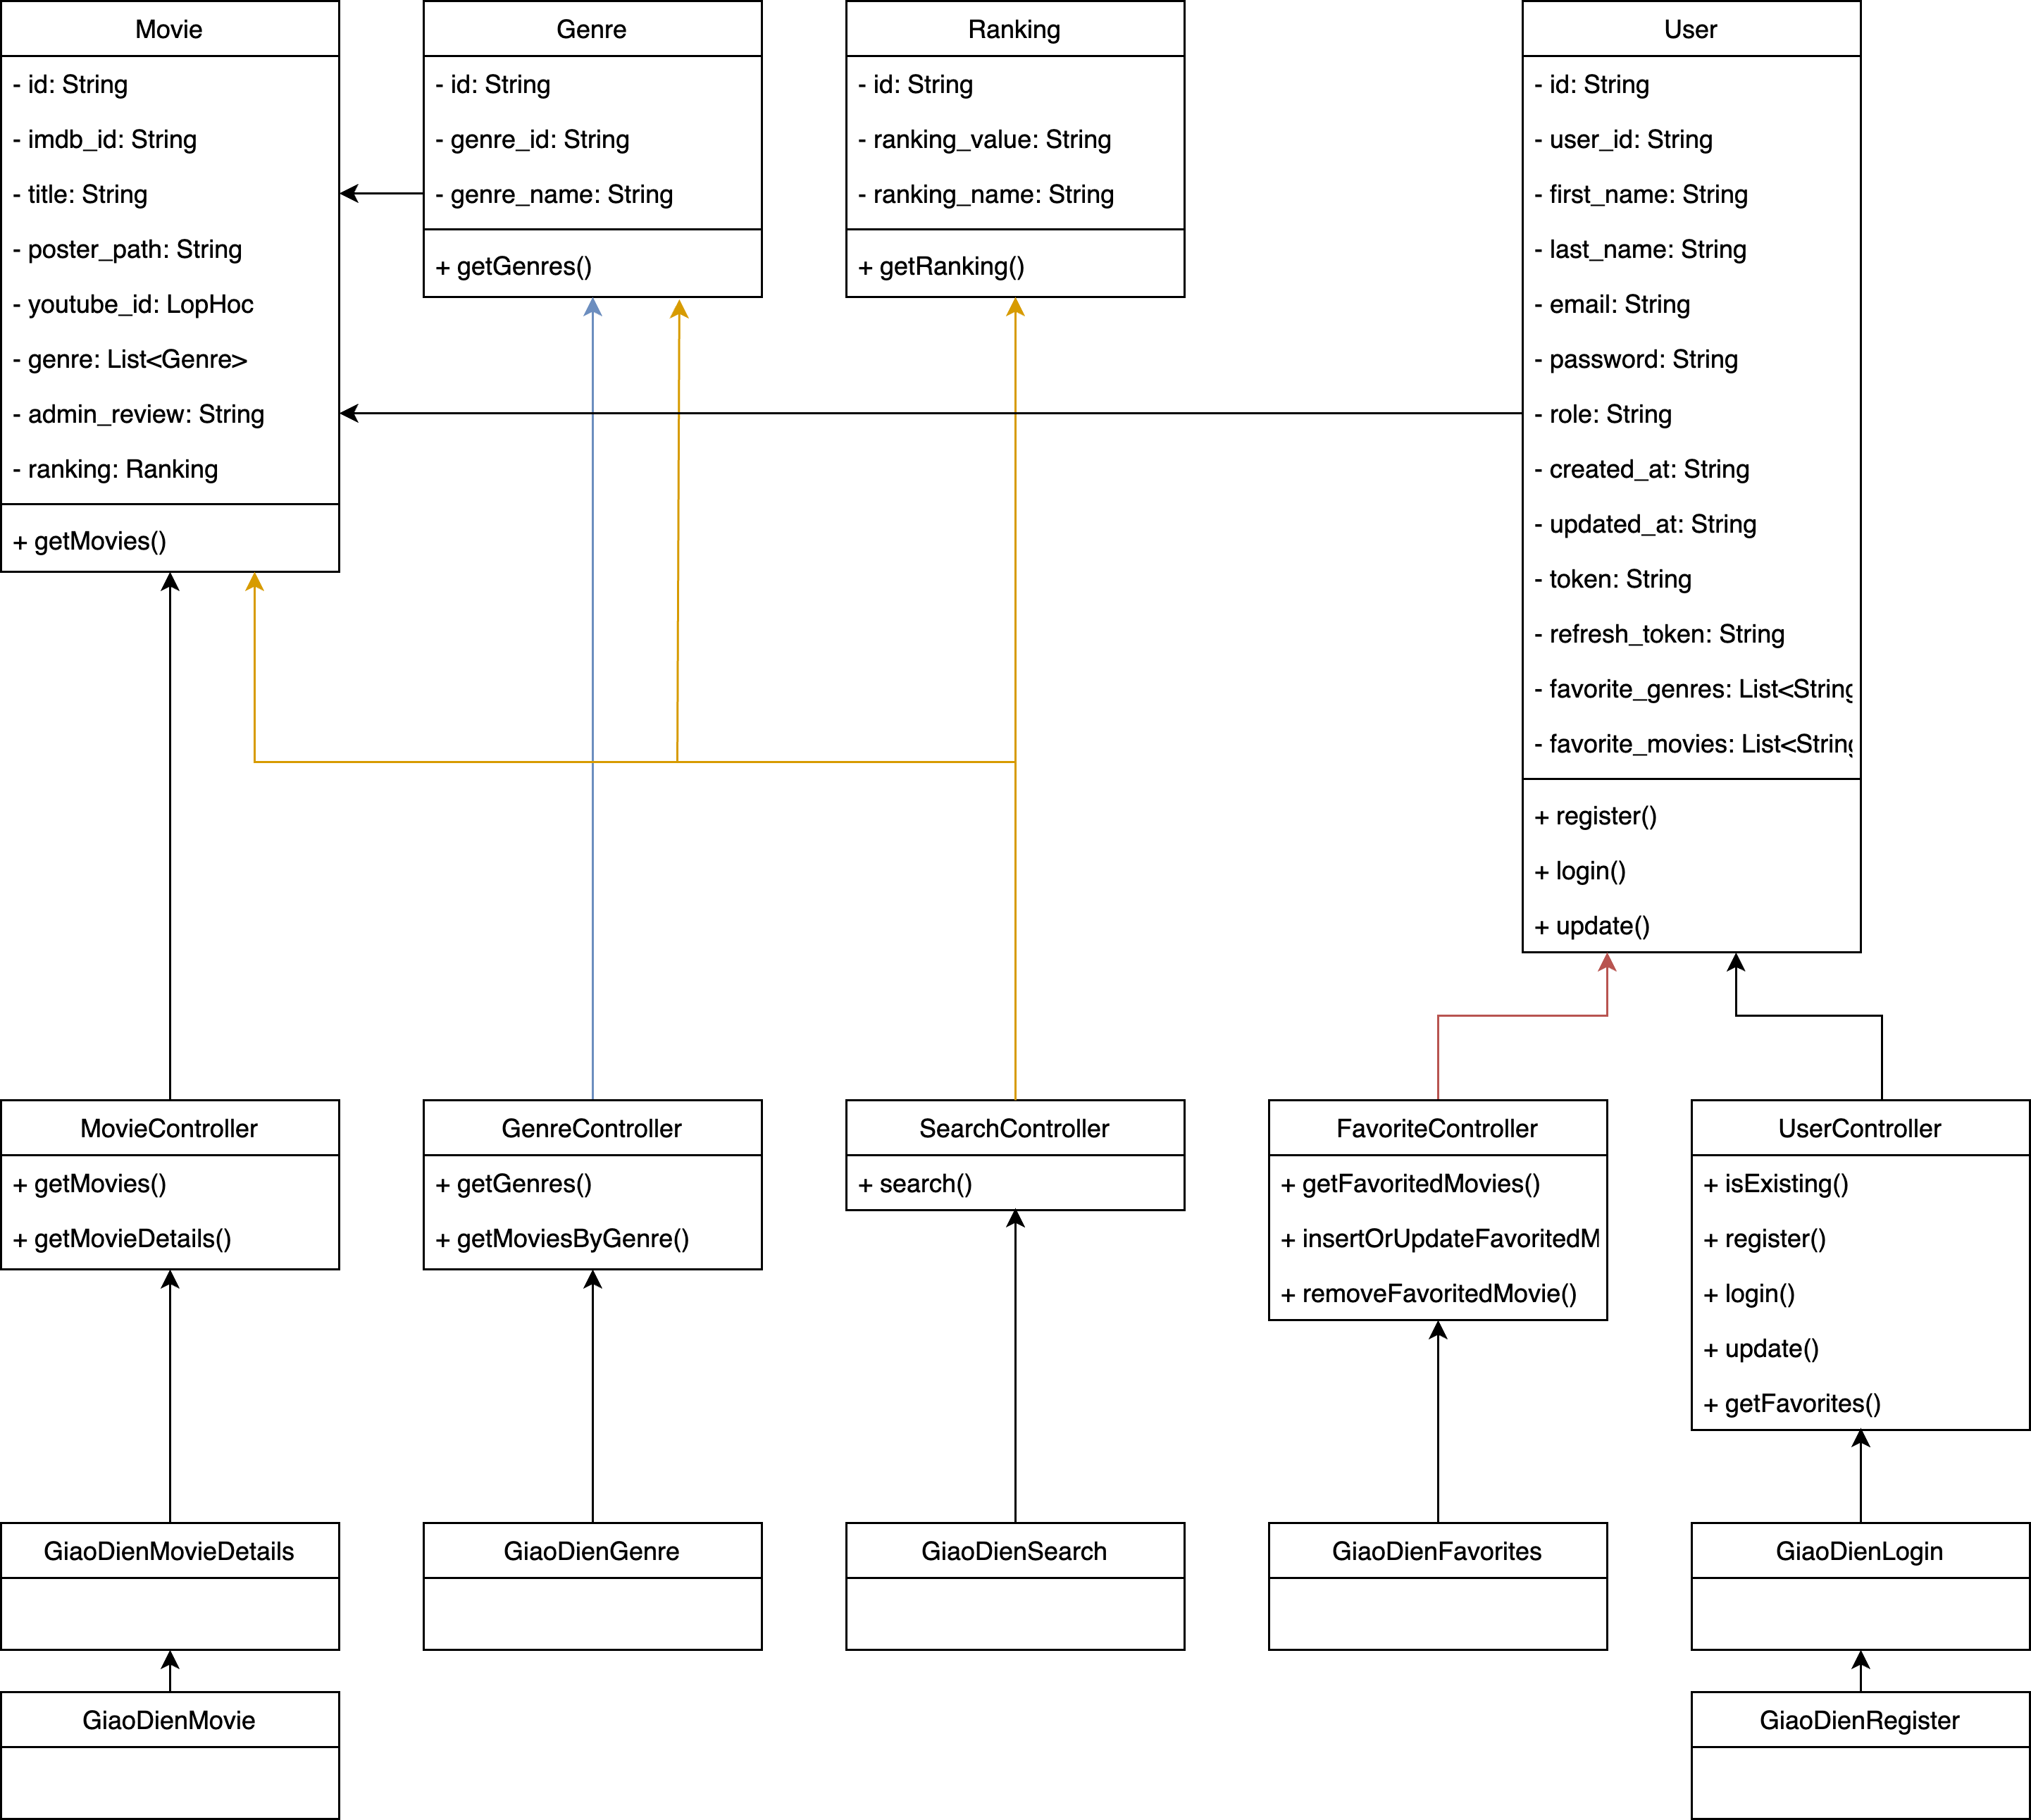 Movie
- id: String
- imdb_id: String
- title: String
- poster_path: String
- youtube_id: LopHoc
- genre: List<Genre>
- admin_review: String
- ranking: Ranking
+ getMovies()
Genre
- id: String
- genre_id: String
- genre_name: String
+ getGenres()
Ranking
- id: String
- ranking_value: String
- ranking_name: String
+ getRanking()
User
- id: String
- user_id: String
- first_name: String
- last_name: String
- email: String
- password: String
- role: String
- created_at: String
- updated_at: String
- token: String
- refresh_token: String
- favorite_genres: List<String
- favorite_movies: List<String
+ register()
+ login()
+ update()
MovieController
+ getMovies()
+ getMovieDetails()
GenreController
+ getGenres()
+ getMoviesByGenre()
SearchController
+ search()
FavoriteController
+ getFavoritedMovies()
+ insertOrUpdateFavoritedM
+ removeFavoritedMovie()
UserController
+ isExisting()
+ register()
+ login()
+ update()
+ getFavorites()
GiaoDienMovieDetails
GiaoDienGenre
GiaoDienSearch
GiaoDienFavorites
GiaoDienLogin
GiaoDienMovie
GiaoDienRegister